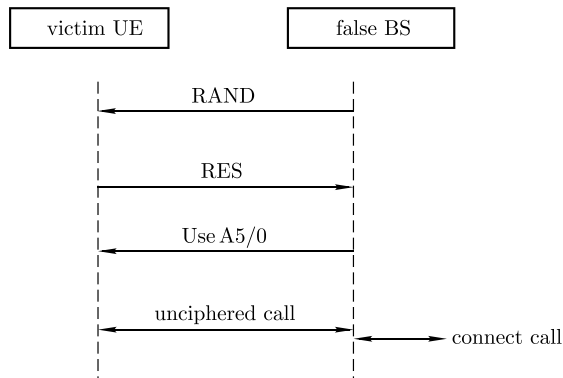 victim UE
false BS
RAND
RES
Use A5/0
unciphered call
connect call